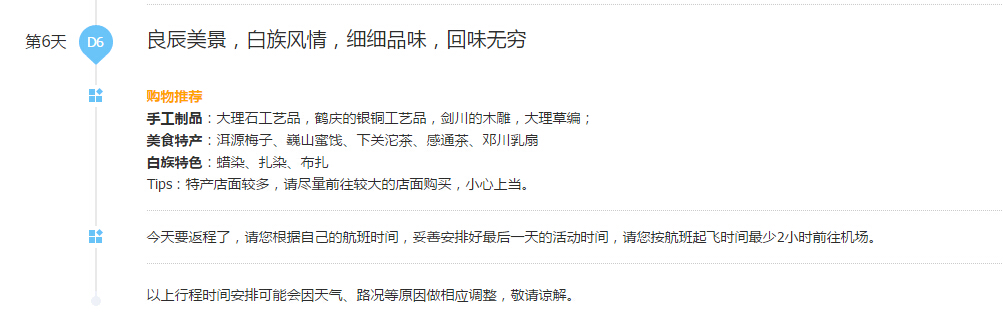 第6天
D6
良辰美景，白族风情，细细品味，回味无穷
购物推荐
手工制品：大理石工艺品，鹤庆的银铜工艺品，剑川的木雕，大理草编；
美食特产：洱源梅子、巍山蜜饯、下关沱茶、感通茶、邓川乳扇
白族特色：蜡染、扎染、布扎
Tips：特产店面较多，请尽量前往较大的店面购买，小心上当。
今天要返程了，请您根据自己的航班时间，妥善安排好最后一天的活动时间，请您按航班起飞时间最少2小时前往机场。
以上行程时间安排可能会因天气、路况等原因做相应调整，敬请谅解。